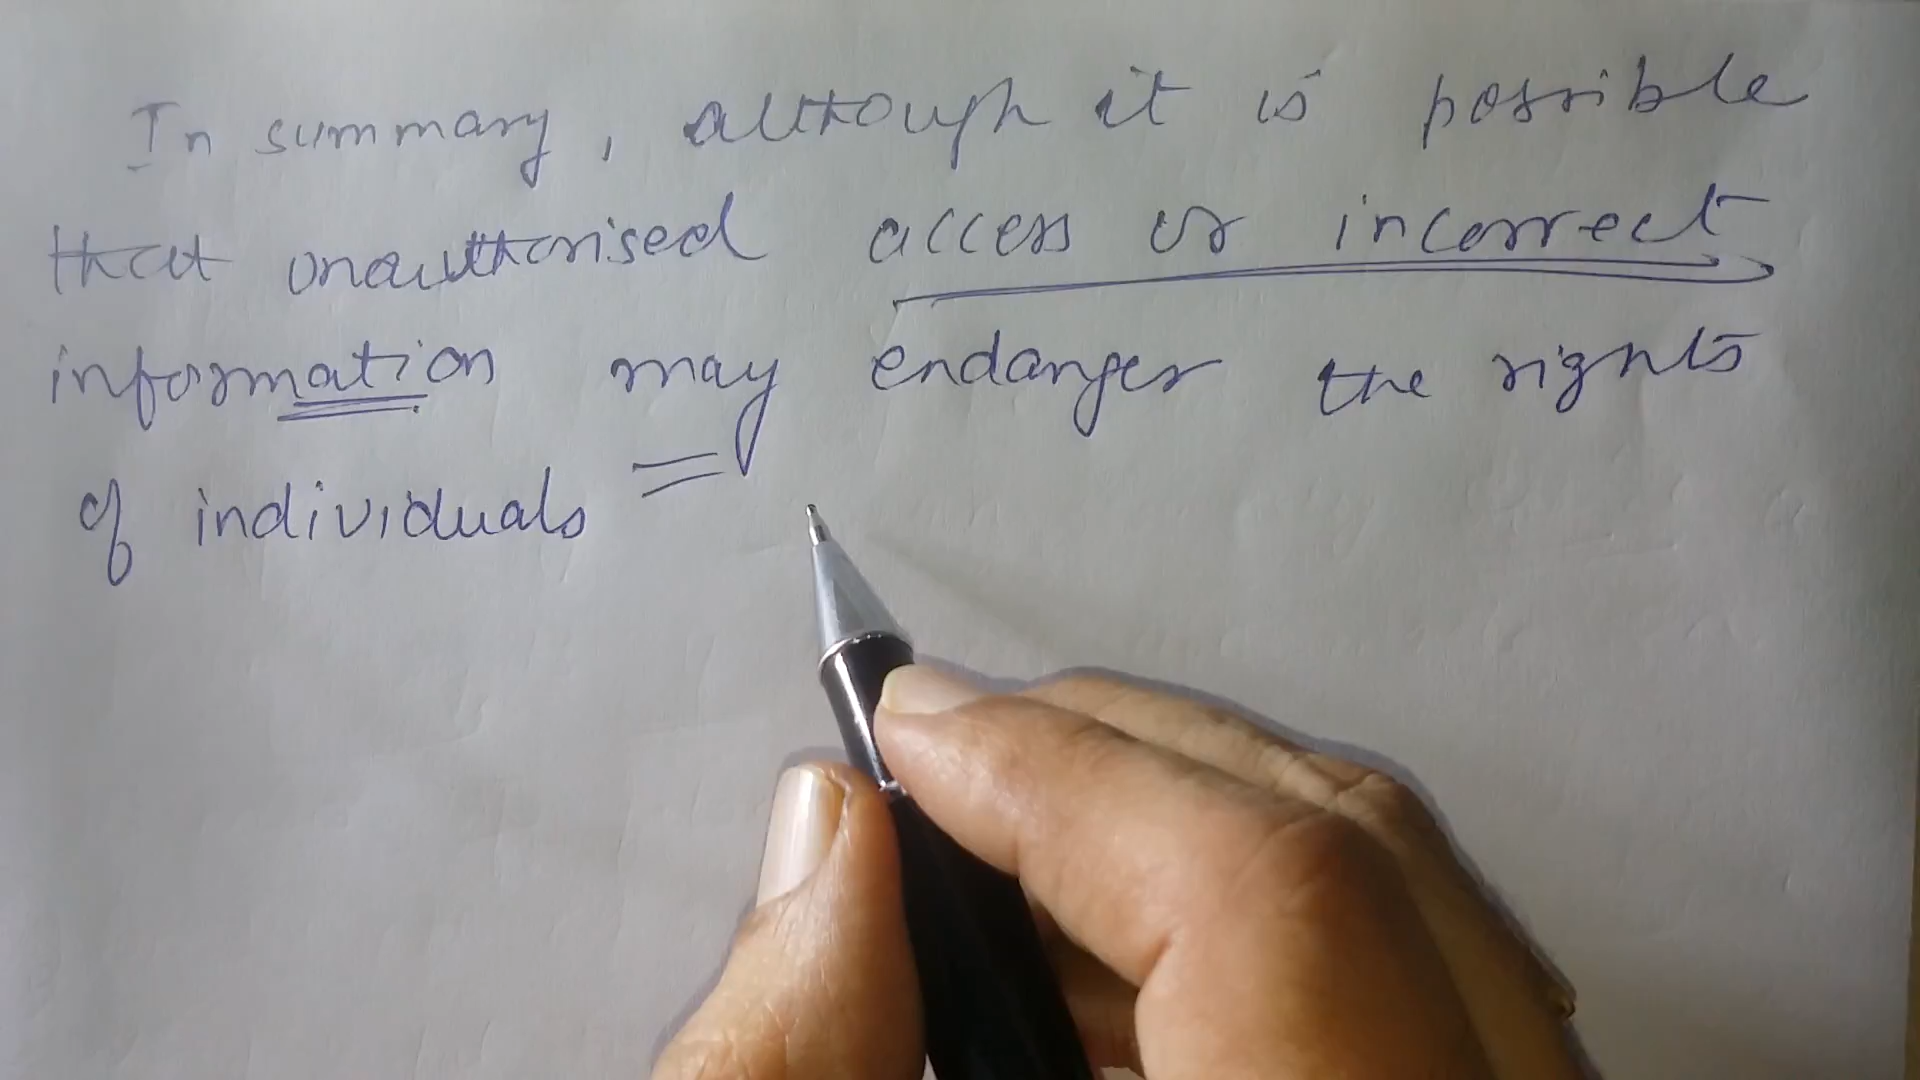 In summary, although it is possible
that unauthorised access or incorrect
information may endanger the rights
of individuals